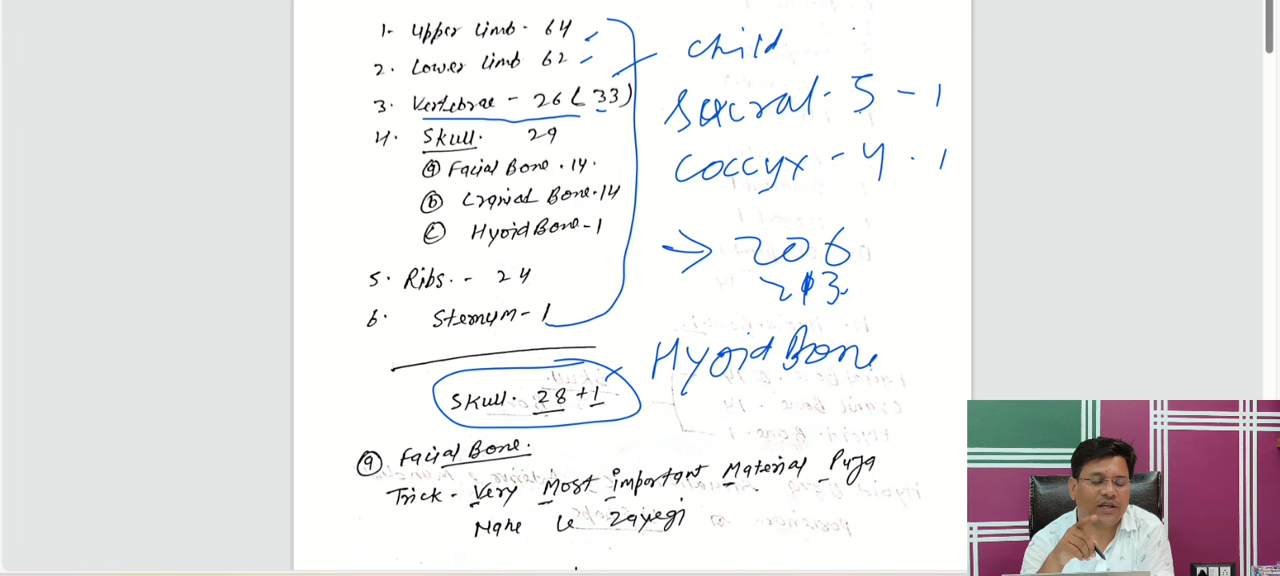 1- Upper limb - 64
2. Lower limb 62
3. Vertebrae - 26 (33)
4. Skull. 29
(a) Facial Bone . 14.
(b) Cranial Bone . 14
(c) Hyoid Bone - 1
5. Ribs. - 24
6. Sternum - 1
Skull. 28 + 1
(a) Facial Bone.
Trick - Very Most important Material Puja
Nahe Le Zayegi
child
Sacral - 5 - 1
coccyx - 4 . 1
→ 206
213
Hyoid Bone